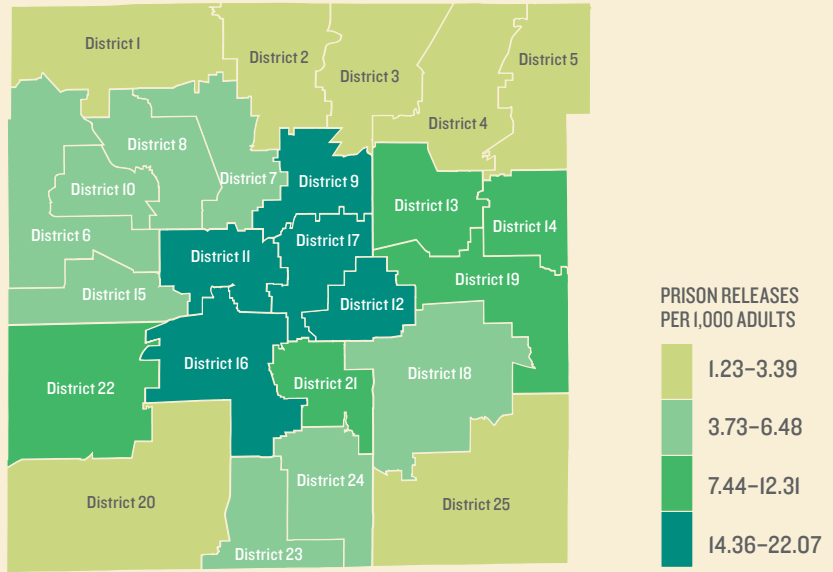 District 1
District 2
District 3
District 4
District 5
District 8
District 7
District 9
District 10
District 13
District 14
District 6
District 11
District 17
District 15
District 12
District 19
District 22
District 16
District 21
District 18
District 20
District 24
District 25
District 23
PRISON RELEASES
PER 1,000 ADULTS
1.23–3.39
3.73–6.48
7.44–12.31
14.36–22.07